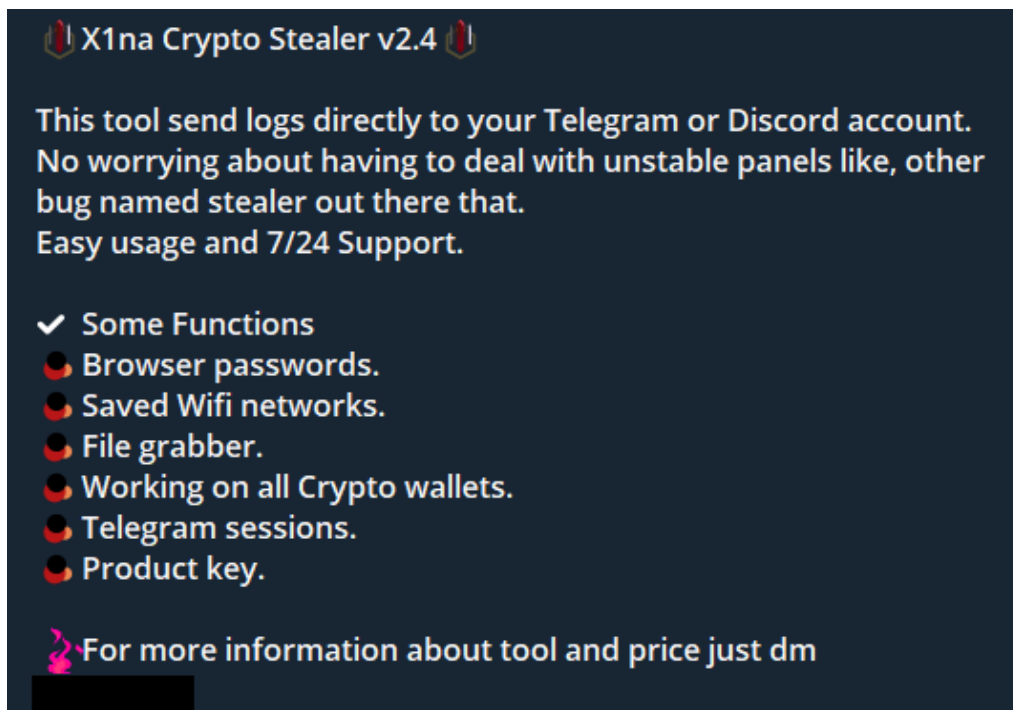 X1na Crypto Stealer v2.4
This tool send logs directly to your Telegram or Discord account.
No worrying about having to deal with unstable panels like, other
bug named stealer out there that.
Easy usage and 7/24 Support.
Some Functions
Browser passwords.
Saved Wifi networks.
File grabber.
Working on all Crypto wallets.
Telegram sessions.
Product key.
For more information about tool and price just dm